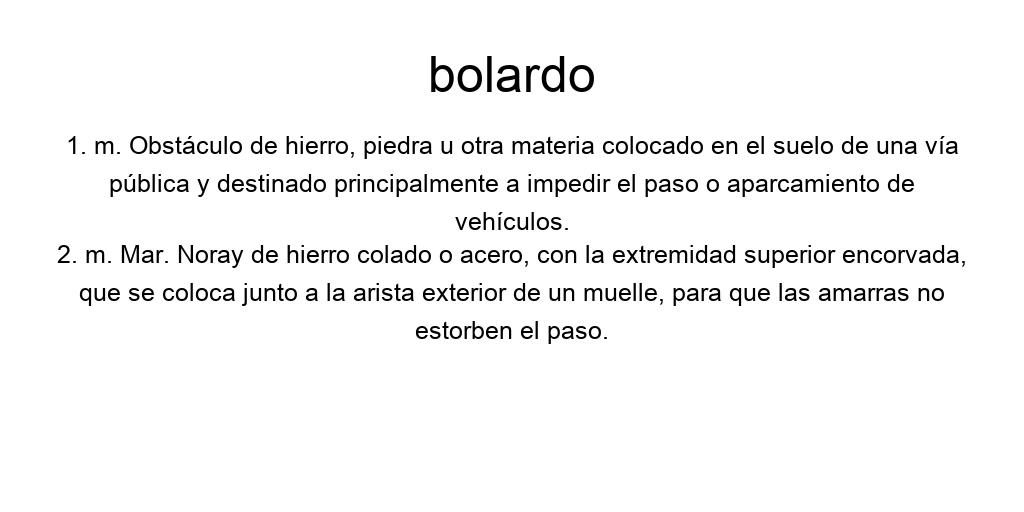 bolardo
1. m. Obstáculo de hierro, piedra u otra materia colocado en el suelo de una vía
pública y destinado principalmente a impedir el paso o aparcamiento de
vehículos.
2. m. Mar. Noray de hierro colado o acero, con la extremidad superior encorvada,
que se coloca junto a la arista exterior de un muelle, para que las amarras no
estorben el paso.